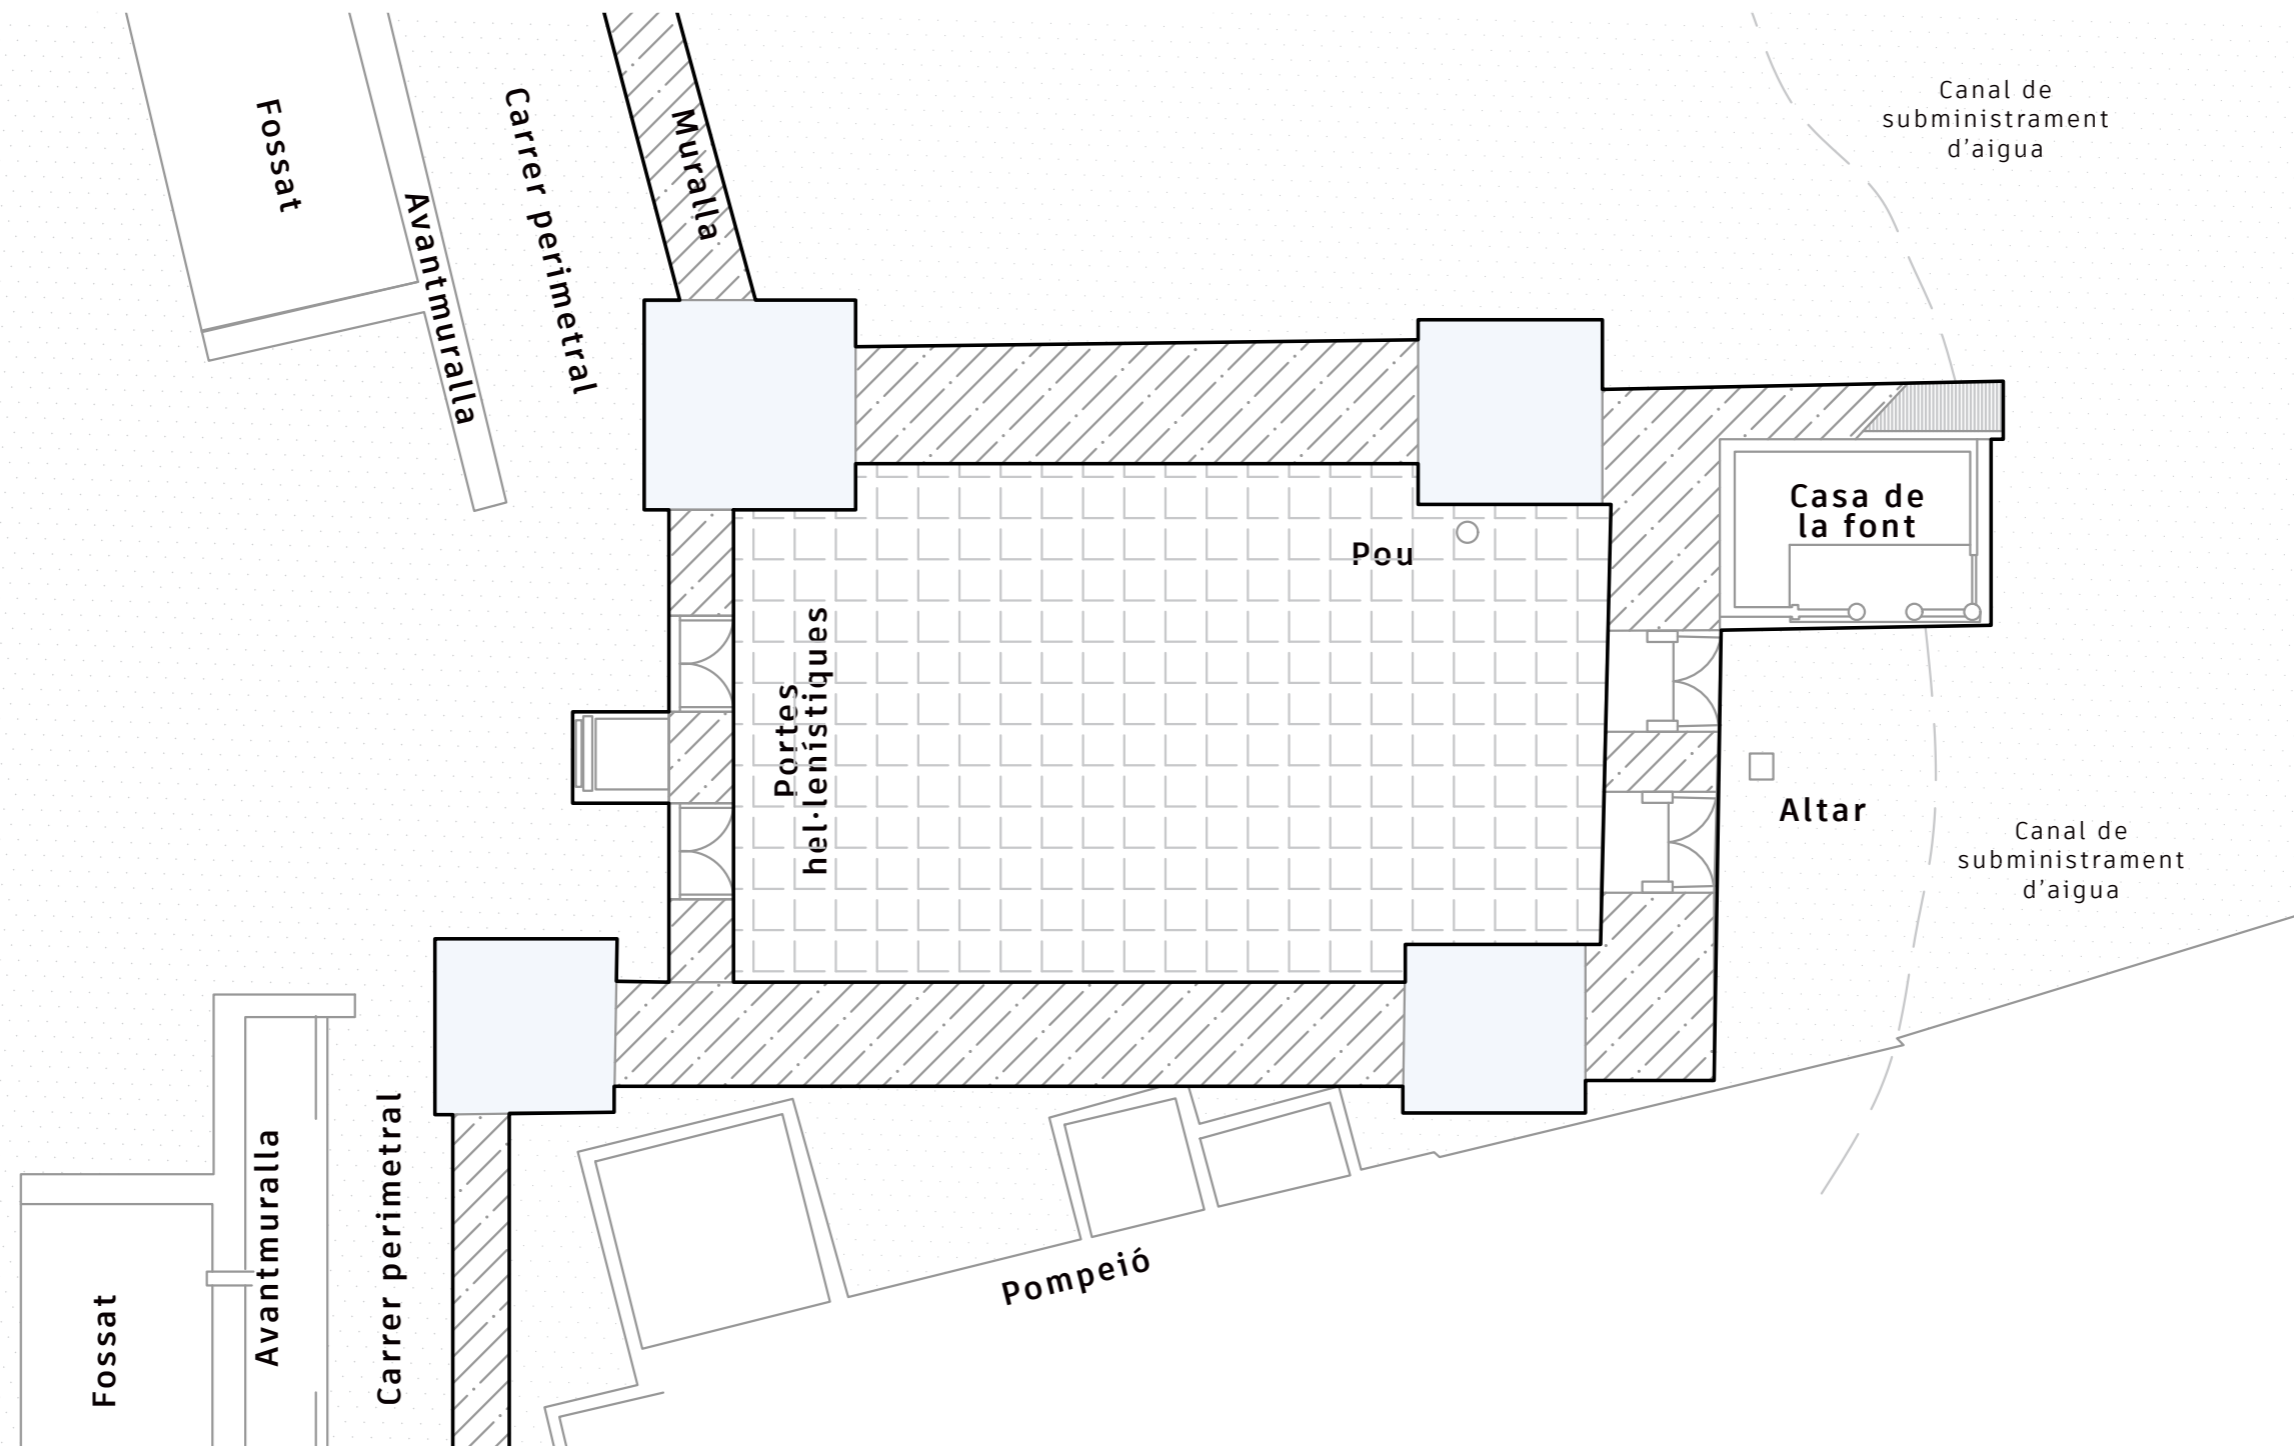 Fossat
Avantmuralla
Carrer perimetral
Muralla
Canal de
subministrament
d’aigua
Casa de
la font
Pou
Portes
hel·lenístiques
Altar
Canal de
subministrament
d’aigua
Fossat
Avantmuralla
Carrer perimetral
Pompeió